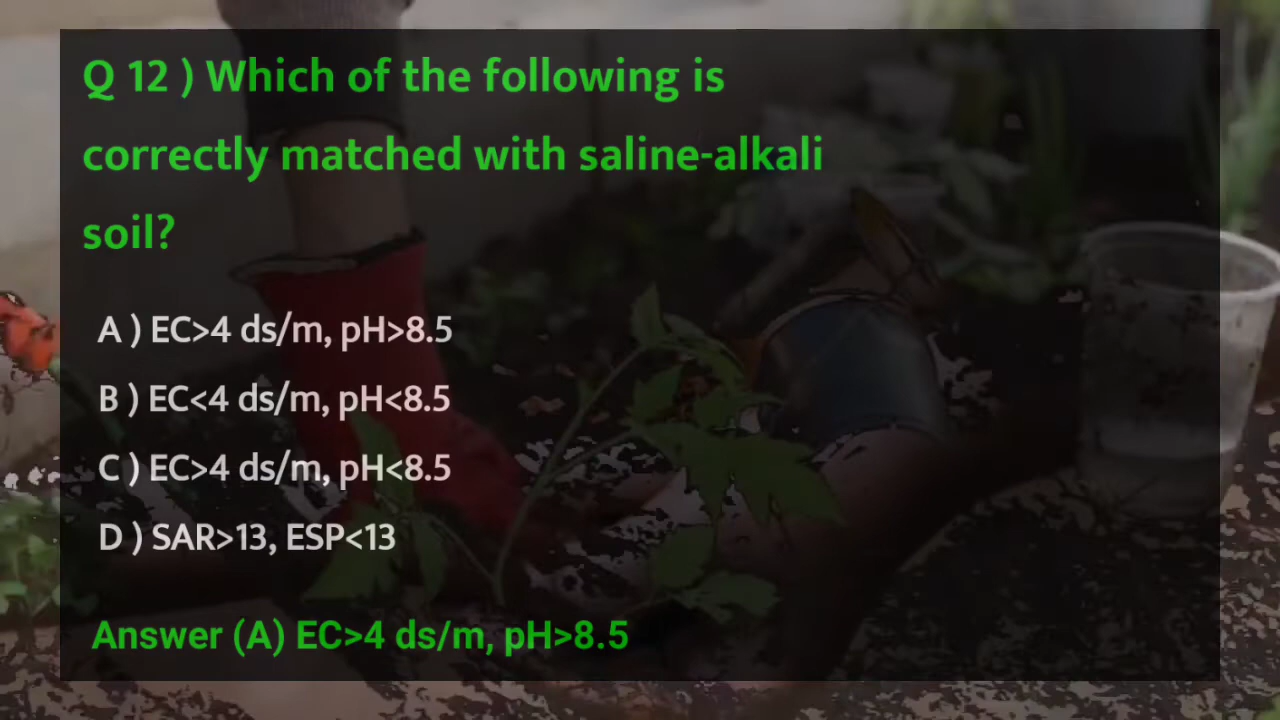 Q 12 ) Which of the following is
correctly matched with saline-alkali
soil?
A ) EC>4 ds/m, pH>8.5
B ) EC<4 ds/m, pH<8.5
C ) EC>4 ds/m, pH<8.5
D ) SAR>13, ESP<13
Answer (A) EC>4 ds/m, pH>8.5